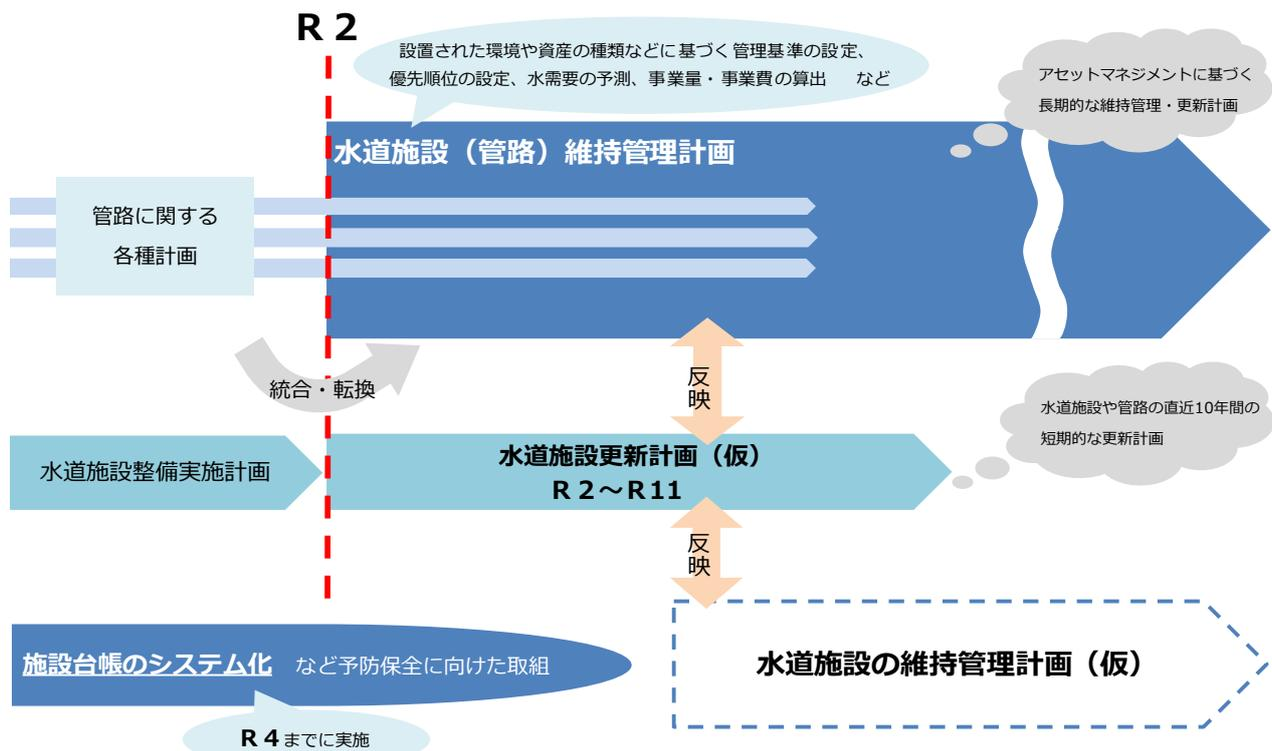 R 2
設置された環境や資産の種類などに基づく管理基準の設定、
優先順位の設定、水需要の予測、事業量・事業費の算出　など
アセットマネジメントに基づく
長期的な維持管理・更新計画
水道施設（管路）維持管理計画
管路に関する
各種計画
統合・転換
反
映
水道施設や管路の直近10年間の
短期的な更新計画
水道施設整備実施計画
水道施設更新計画（仮）
R 2～R11
反
映
施設台帳のシステム化　など予防保全に向けた取組
水道施設の維持管理計画（仮）
R 4までに実施